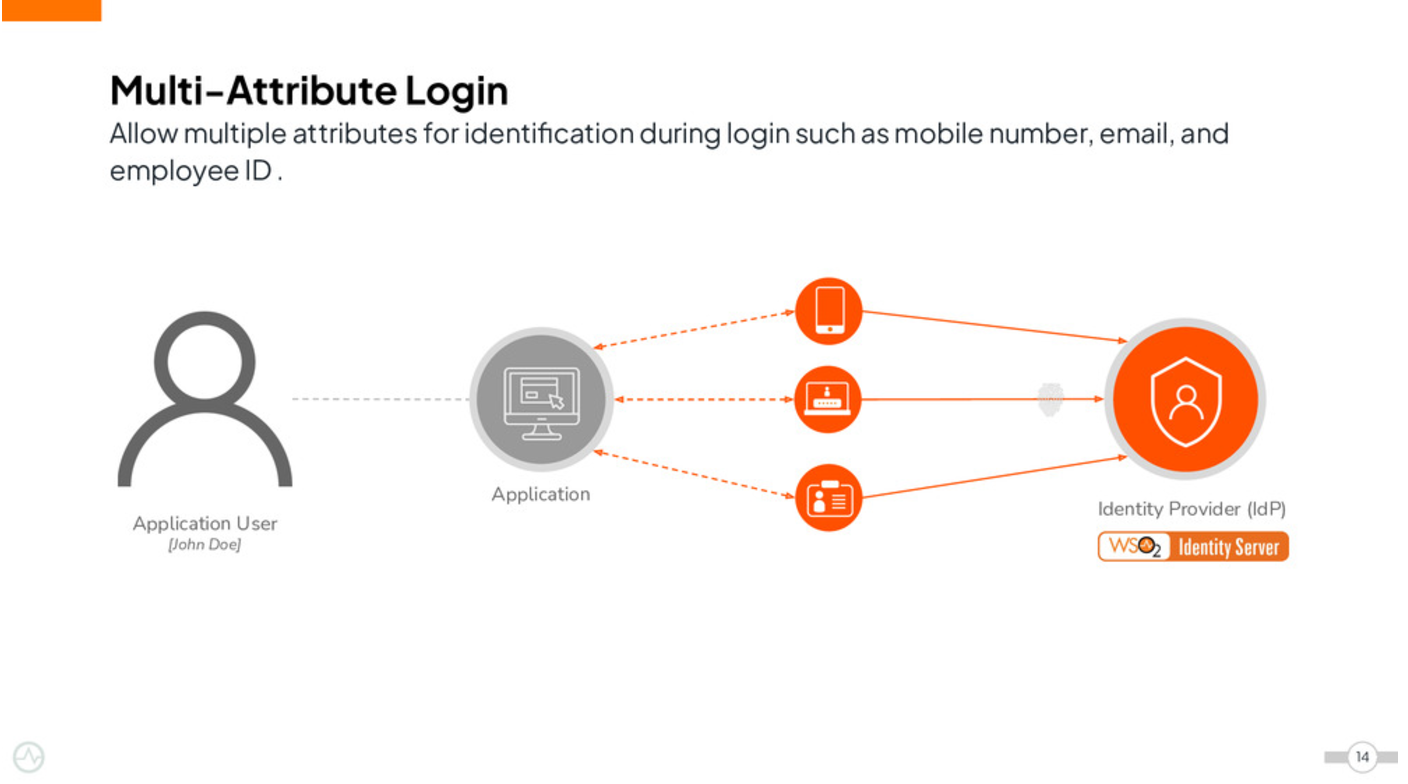 Multi-Attribute Login
Allow multiple attributes for identification during login such as mobile number, email, and
employee ID .
Application
Application User
[John Doe]
Identity Provider (IdP)
WSO2 Identity Server
14